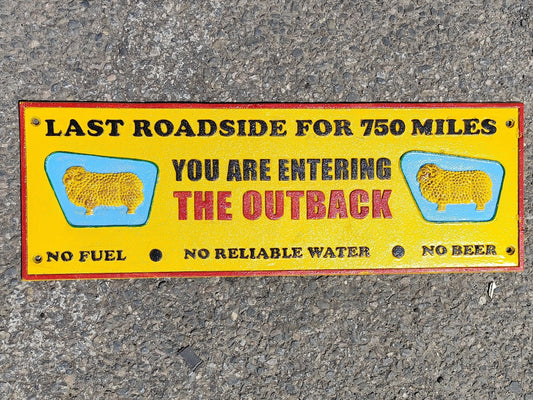 LAST ROADSIDE FOR 750 MILES
YOU ARE ENTERING
THE OUTBACK
NO FUEL ● NO RELIABLE WATER ● NO BEER